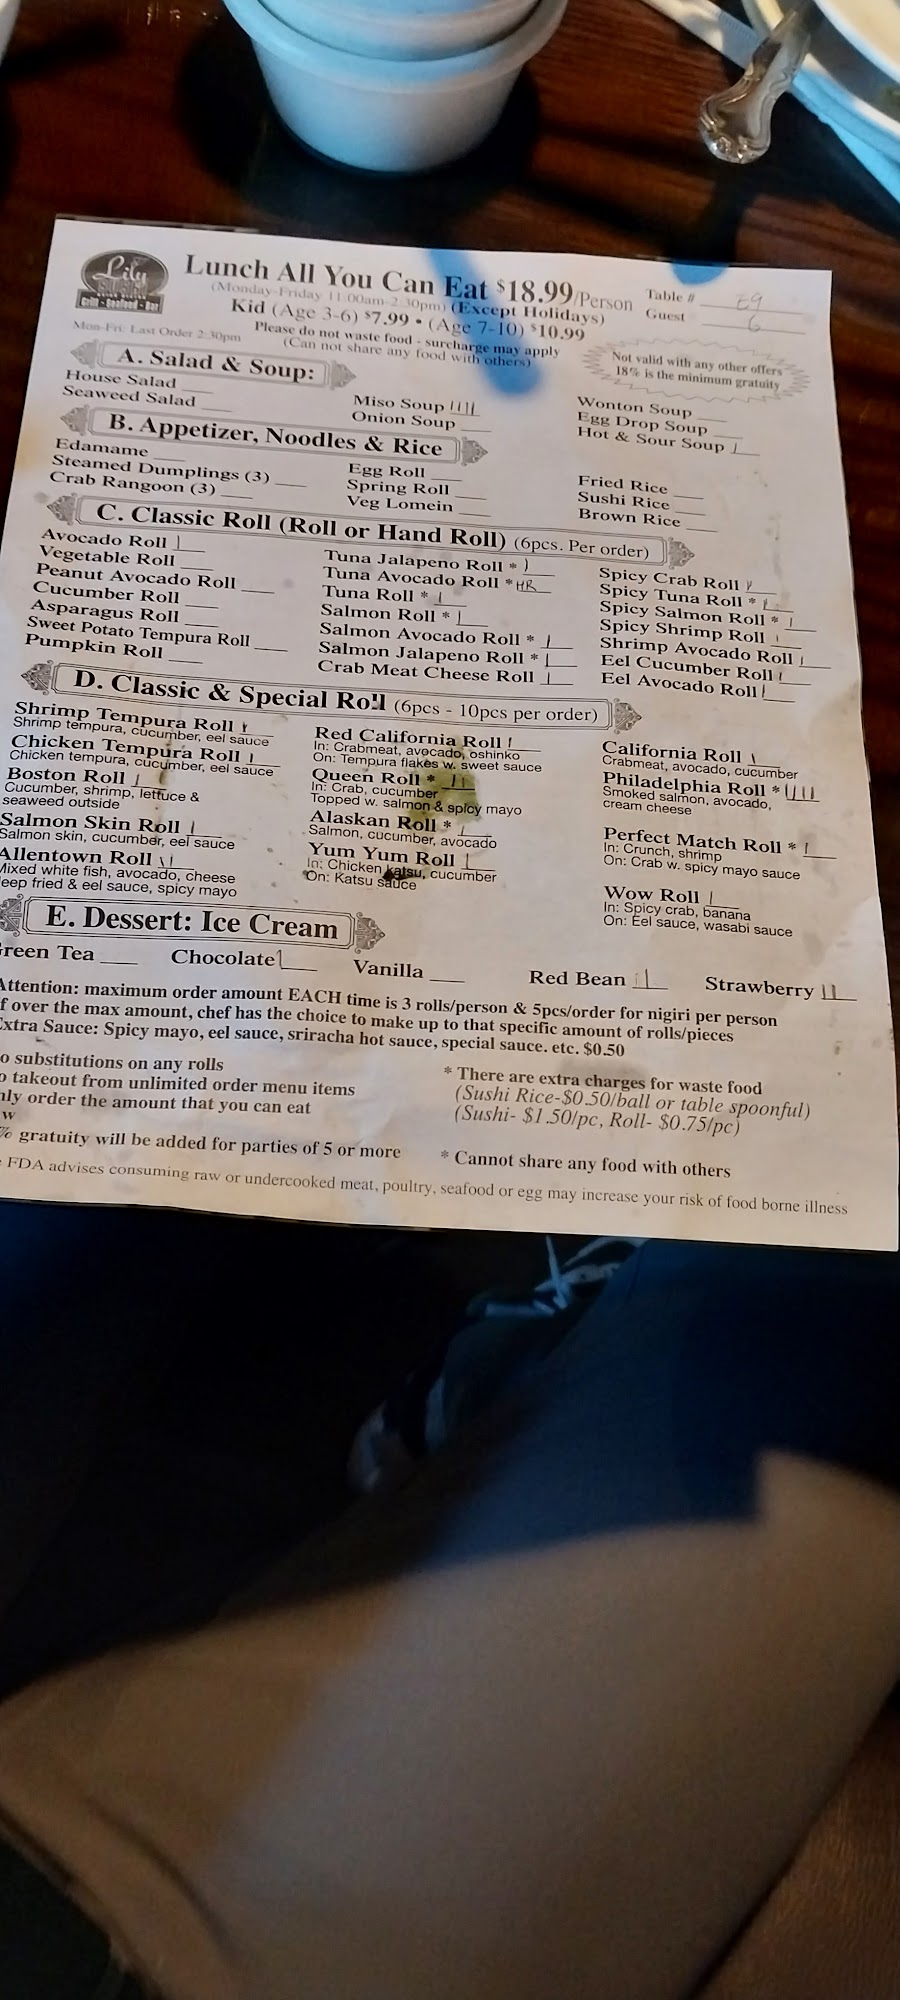 Lily
Lunch All You Can Eat $18.99/Person
(Monday-Friday 11:00am-2:30pm) (Except Holidays)
Kid (Age 3-6) $7.99 • (Age 7-10) $10.99
Mon-Fri: Last Order 2:30pm
Please do not waste food - surcharge may apply
(Can not share any food with others)
Table # E9
Guest 6
Not valid with any other offers
18% is the minimum gratuity
A. Salad & Soup:
House Salad
Seaweed Salad
Miso Soup ||||
Onion Soup
Wonton Soup
Egg Drop Soup
Hot & Sour Soup |
B. Appetizer, Noodles & Rice
Edamame
Steamed Dumplings (3)
Crab Rangoon (3)
Egg Roll
Spring Roll
Veg Lomein
Fried Rice
Sushi Rice
Brown Rice
C. Classic Roll (Roll or Hand Roll) (6pcs. Per order)
Avocado Roll |
Vegetable Roll
Peanut Avocado Roll
Cucumber Roll
Asparagus Roll
Sweet Potato Tempura Roll
Pumpkin Roll
Tuna Jalapeno Roll * |
Tuna Avocado Roll * HR
Tuna Roll * |
Salmon Roll * |
Salmon Avocado Roll * |
Salmon Jalapeno Roll * |
Crab Meat Cheese Roll |
Spicy Crab Roll
Spicy Tuna Roll *
Spicy Salmon Roll * |
Spicy Shrimp Roll |
Shrimp Avocado Roll |
Eel Cucumber Roll |
Eel Avocado Roll |
D. Classic & Special Roll (6pcs - 10pcs per order)
Shrimp Tempura Roll
Shrimp tempura, cucumber, eel sauce
Chicken Tempura Roll |
Chicken tempura, cucumber, eel sauce
Boston Roll |
Cucumber, shrimp, lettuce &
seaweed outside
Salmon Skin Roll |
Salmon skin, cucumber, eel sauce
Allentown Roll ||
Mixed white fish, avocado, cheese
eep fried & eel sauce, spicy mayo
Red California Roll |
In: Crabmeat, avocado, oshinko
On: Tempura flakes w. sweet sauce
Queen Roll * ||
In: Crab, cucumber
Topped w. salmon & spicy mayo
Alaskan Roll * |
Salmon, cucumber, avocado
Yum Yum Roll |
In: Chicken katsu, cucumber
On: Katsu sauce
California Roll |
Crabmeat, avocado, cucumber
Philadelphia Roll * ||||
Smoked salmon, avocado,
cream cheese
Perfect Match Roll * |
In: Crunch, shrimp
On: Crab w. spicy mayo sauce
Wow Roll |
In: Spicy crab, banana
On: Eel sauce, wasabi sauce
E. Dessert: Ice Cream
reen Tea
Chocolate |
Vanilla
Red Bean |
Strawberry ||
Attention: maximum order amount EACH time is 3 rolls/person & 5pcs/order for nigiri per person
f over the max amount, chef has the choice to make up to that specific amount of rolls/pieces
Extra Sauce: Spicy mayo, eel sauce, sriracha hot sauce, special sauce. etc. $0.50
o substitutions on any rolls
o takeout from unlimited order menu items
nly order the amount that you can eat
w
% gratuity will be added for parties of 5 or more
* There are extra charges for waste food
(Sushi Rice-$0.50/ball or table spoonful)
(Sushi- $1.50/pc, Roll- $0.75/pc)
* Cannot share any food with others
FDA advises consuming raw or undercooked meat, poultry, seafood or egg may increase your risk of food borne illness